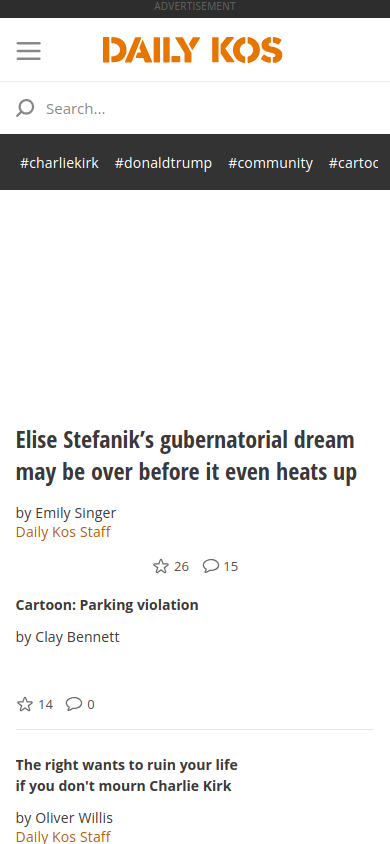 ADVERTISEMENT
DAILY KOS
Search...
#charliekirk #donaldtrump #community #cartoc
Elise Stefanik’s gubernatorial dream
may be over before it even heats up
by Emily Singer
Daily Kos Staff
26 15
Cartoon: Parking violation
by Clay Bennett
14 0
The right wants to ruin your life
if you don't mourn Charlie Kirk
by Oliver Willis
Daily Kos Staff